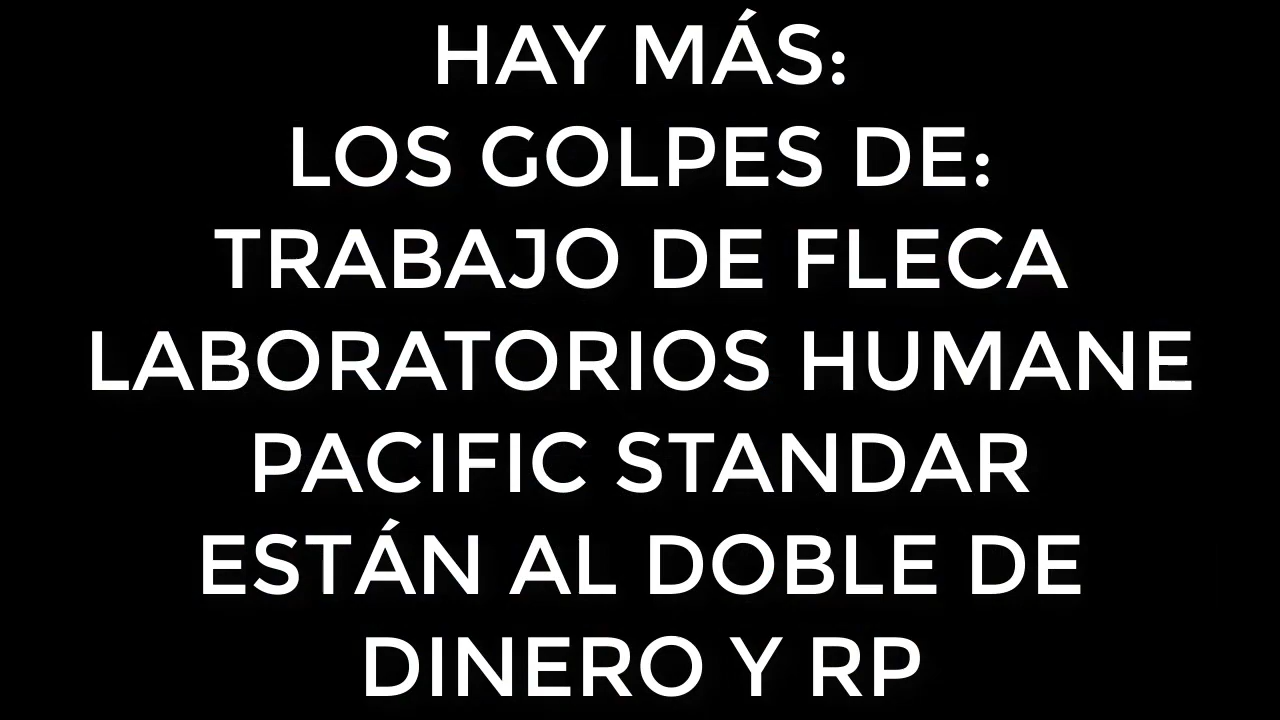 HAY MÁS:
LOS GOLPES DE:
TRABAJO DE FLECA
LABORATORIOS HUMANE
PACIFIC STANDAR
ESTÁN AL DOBLE DE
DINERO Y RP